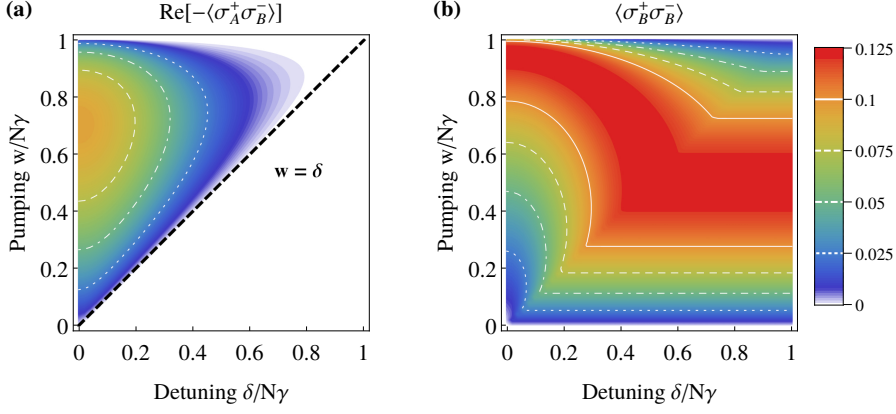 (a) Re[-⟨σ_A^+ σ_B^-⟩]
1
0.8
0.6
0.4
0.2
0
Pumping w/Nγ
w = δ
0 0.2 0.4 0.6 0.8 1
Detuning δ/Nγ
(b) ⟨σ_B^+ σ_B^-⟩
1
0.8
0.6
0.4
0.2
0
Pumping w/Nγ
0 0.2 0.4 0.6 0.8 1
Detuning δ/Nγ
0.125
0.1
0.075
0.05
0.025
0